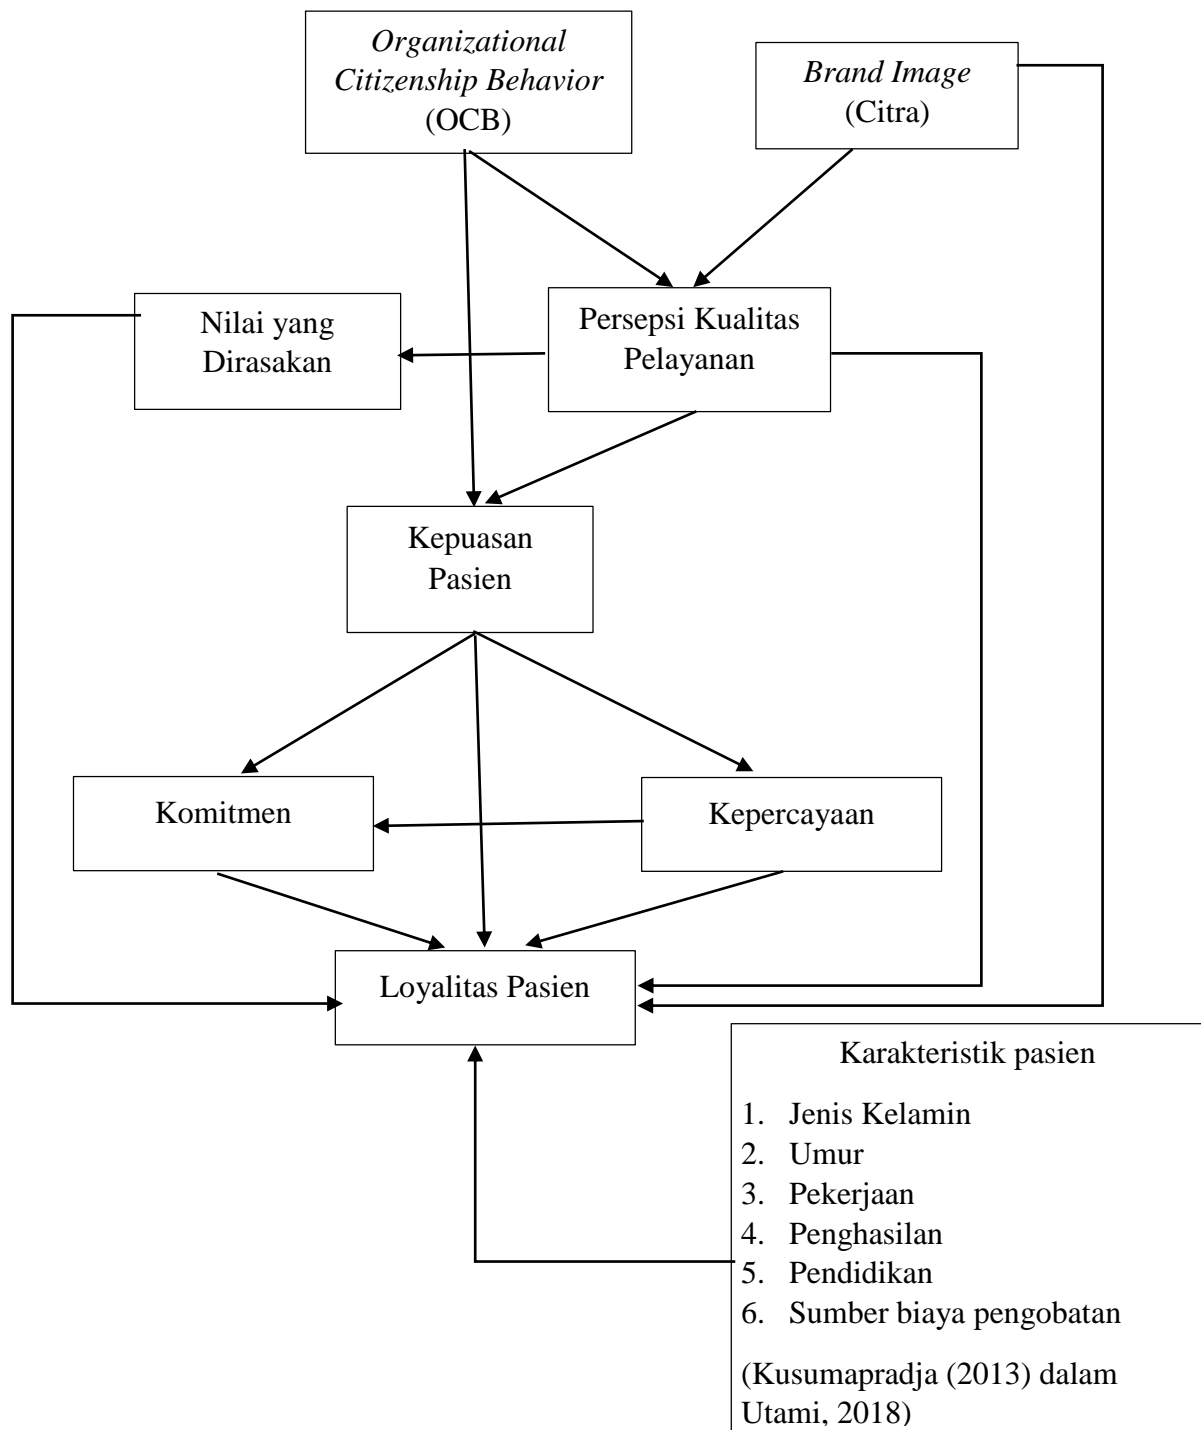 Organizational
Citizenship Behavior
(OCB)
Brand Image
(Citra)
Nilai yang
Dirasakan
Persepsi Kualitas
Pelayanan
Kepuasan
Pasien
Komitmen
Kepercayaan
Loyalitas Pasien
Karakteristik pasien
1. Jenis Kelamin
2. Umur
3. Pekerjaan
4. Penghasilan
5. Pendidikan
6. Sumber biaya pengobatan
(Kusumapradja (2013) dalam
Utami, 2018)